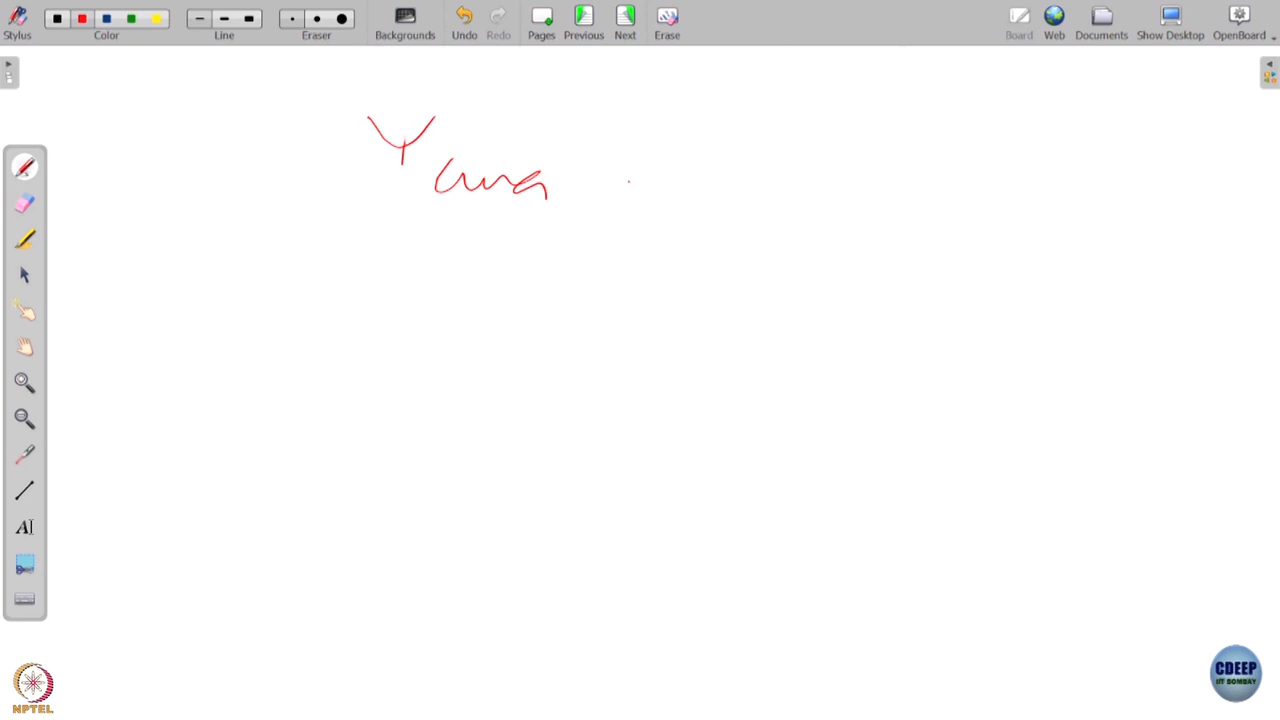 Stylus Color Line Eraser Backgrounds Undo Redo Pages Previous Next Erase Board Web Documents Show Desktop OpenBoard
A
NPTEL
CDEEP
IIT BOMBAY